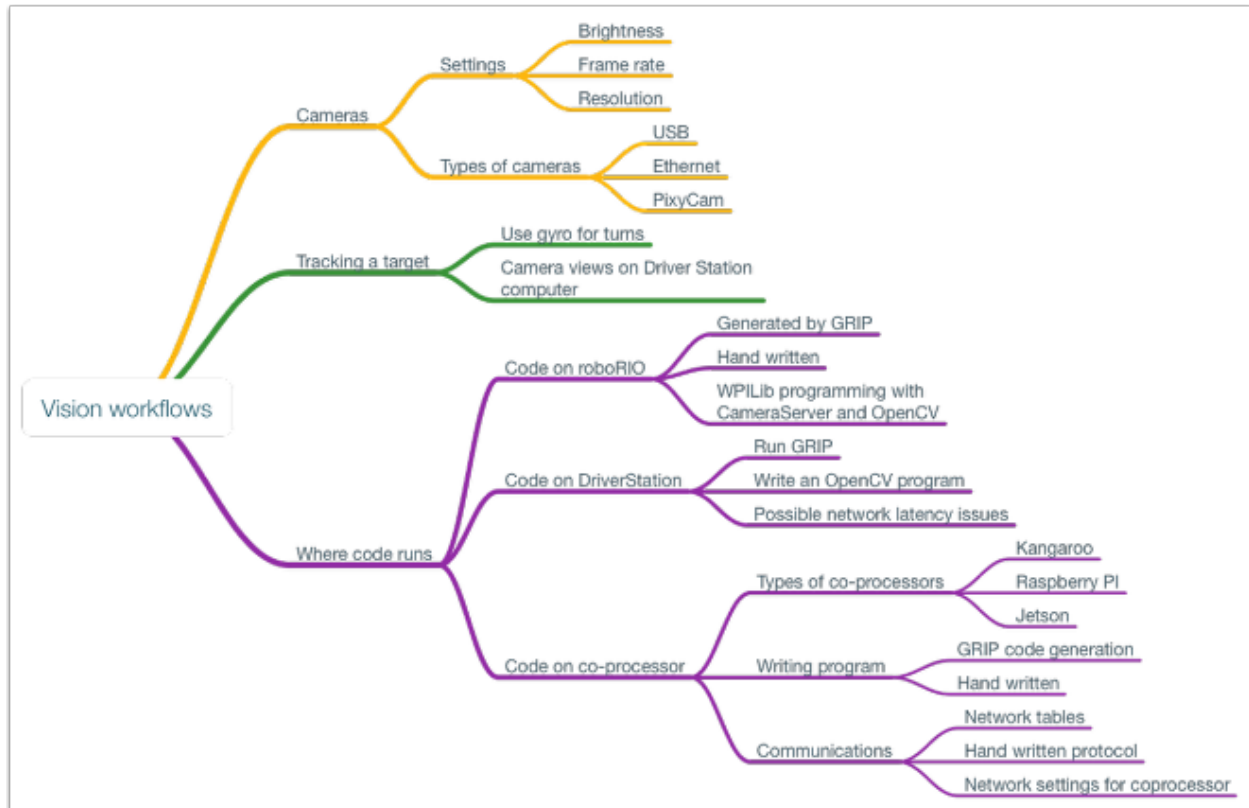 Brightness
Settings
Frame rate
Resolution
Cameras
USB
Types of cameras
Ethernet
PixyCam
Use gyro for turns
Tracking a target
Camera views on Driver Station
computer
Generated by GRIP
Code on roboRIO
Hand written
WPILib programming with
CameraServer and OpenCV
Vision workflows
Run GRIP
Code on DriverStation
Write an OpenCV program
Possible network latency issues
Where code runs
Kangaroo
Types of co-processors
Raspberry PI
Jetson
GRIP code generation
Code on co-processor
Writing program
Hand written
Network tables
Communications
Hand written protocol
Network settings for coprocessor